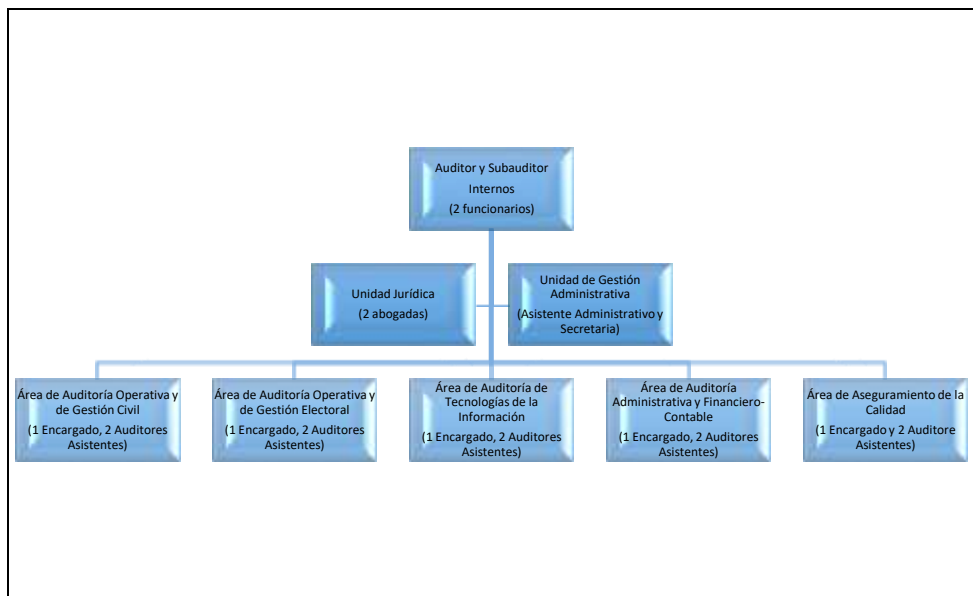 Auditor y Subauditor
Internos
(2 funcionarios)
Unidad Jurídica
(2 abogadas)
Unidad de Gestión
Administrativa
(Asistente Administrativo y
Secretaria)
Área de Auditoría Operativa y
de Gestión Civil
(1 Encargado, 2 Auditores
Asistentes)
Área de Auditoría Operativa y
de Gestión Electoral
(1 Encargado, 2 Auditores
Asistentes)
Área de Auditoría de
Tecnologías de la
Información
(1 Encargado, 2 Auditores
Asistentes)
Área de Auditoría
Administrativa y Financiero-
Contable
(1 Encargado, 2 Auditores
Asistentes)
Área de Aseguramiento de la
Calidad
(1 Encargado y 2 Auditore
Asistentes)